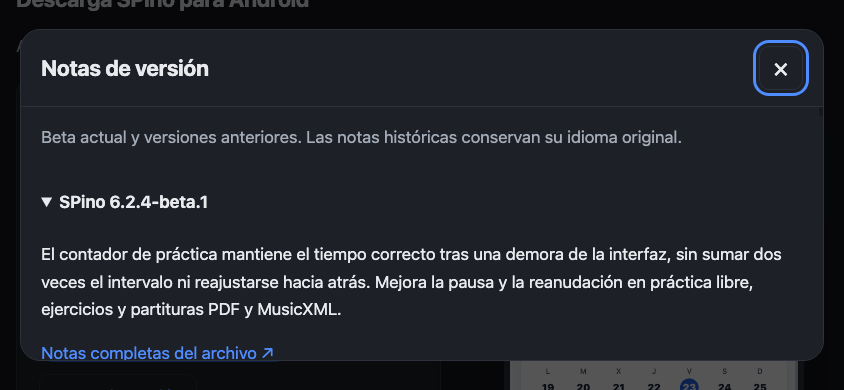 Descarga SPino para Android
Notas de versión
×
Beta actual y versiones anteriores. Las notas históricas conservan su idioma original.
▼ SPino 6.2.4-beta.1
El contador de práctica mantiene el tiempo correcto tras una demora de la interfaz, sin sumar dos
veces el intervalo ni reajustarse hacia atrás. Mejora la pausa y la reanudación en práctica libre,
ejercicios y partituras PDF y MusicXML.
Notas completas del archivo ↗
L M X J V S D
19 20 21 22 23 24 25